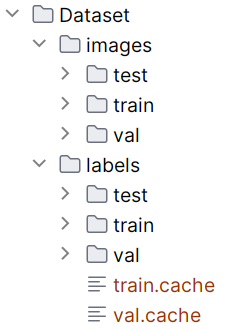 Dataset
images
test
train
val
labels
test
train
val
train.cache
val.cache